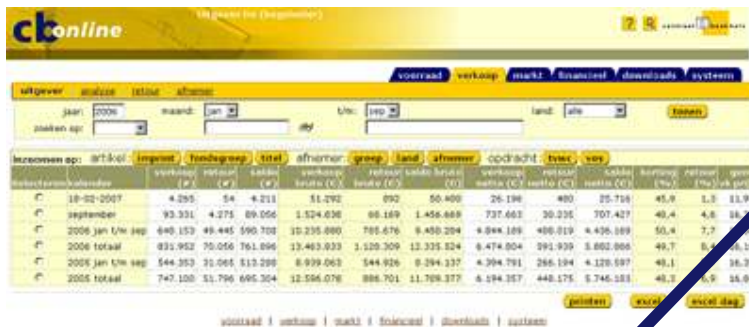 cb online
voorraad verkoop markt financieel downloads systeem
uitgever analyse retour afnemer
jaar: 2006 maand: jan t/m: sep land: alle tonen
zoeken op:
inzoomen op: artikel: imprint fondsgroep titel afnemer: groep land afnemer opdracht:
verkoop retour saldo verkoop retour saldo bruto verkoop retour saldo korting retour
selecteren kalender (#) (#) (#) bruto (€) bruto (€) (€) netto (€) netto (€) (€) (%) (%)
18-02-2007 4.265 54 4.211 51.292 892 50.400 26.196 480 25.716 45,8 1,3
september 93.331 4.275 89.056 1.524.838 68.169 1.456.669 737.663 30.235 707.427 48,4 4,6
2006 jan t/m sep 640.153 49.445 590.708 10.235.880 785.676 9.450.204 4.844.189 408.019 4.436.169 50,4 7,7
2006 totaal 831.952 70.056 761.896 13.463.833 1.128.309 12.335.524 6.474.804 591.939 5.882.866 49,7
2005 jan t/m sep 544.353 31.065 513.288 8.939.063 544.926 8.394.137 4.394.791 266.194 4.128.597 48,1
2005 totaal 747.100 51.796 695.304 12.596.078 886.701 11.709.377 6.194.357 448.175 5.746.183 48,3
printen excel excel dag
voorraad | verkoop | markt | financieel | downloads | systeem